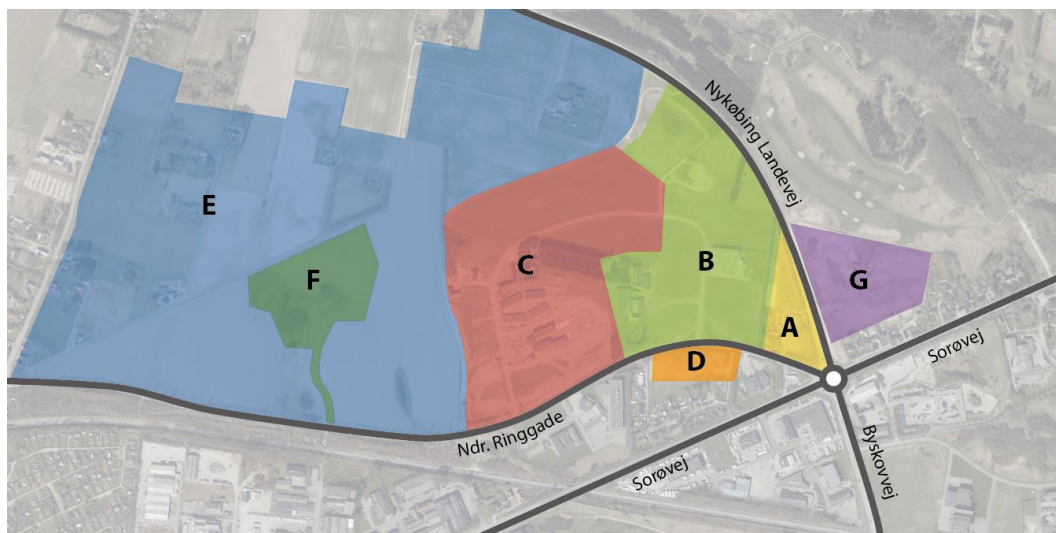 Nykøbing Landevej
E
B
C
F
G
A
D
Sorøvej
Ndr. Ringgade
Sorøvej
Byskovvej